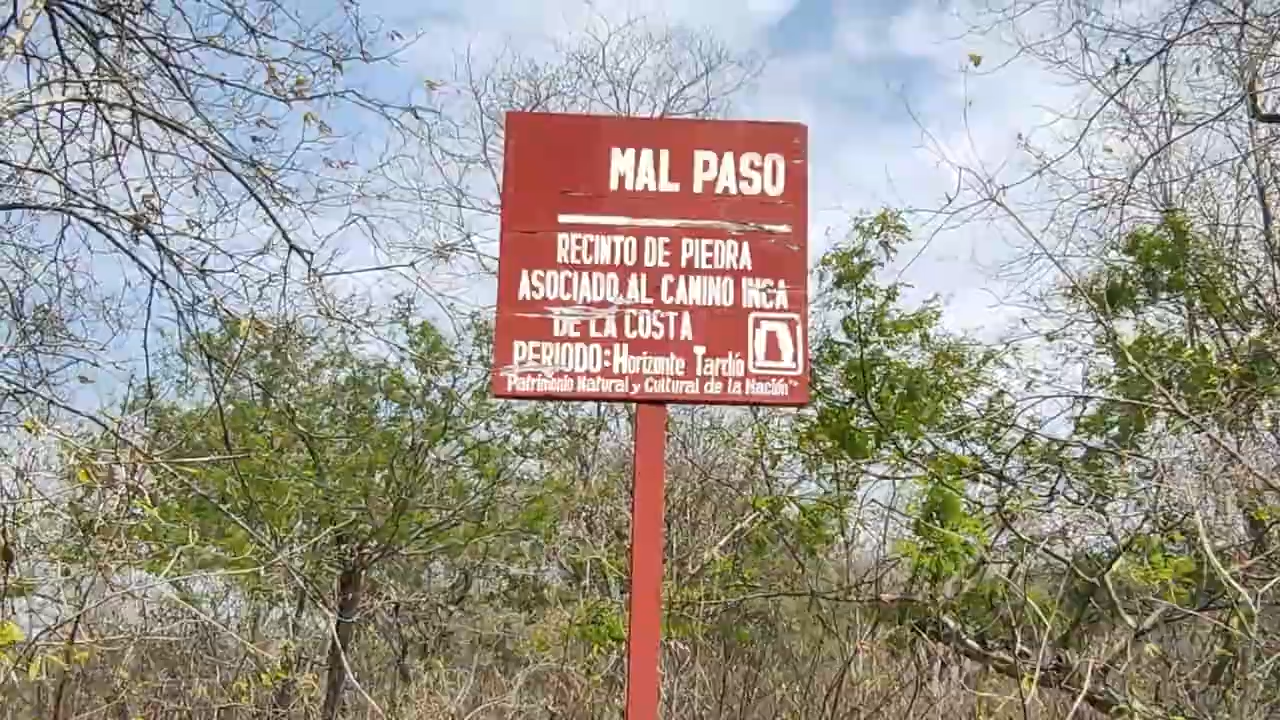 MAL PASO
RECINTO DE PIEDRA
ASOCIADO AL CAMINO INCA
DE LA COSTA
PERIODO: Horizonte Tardío
Patrimonio Natural y Cultural de la Nación"